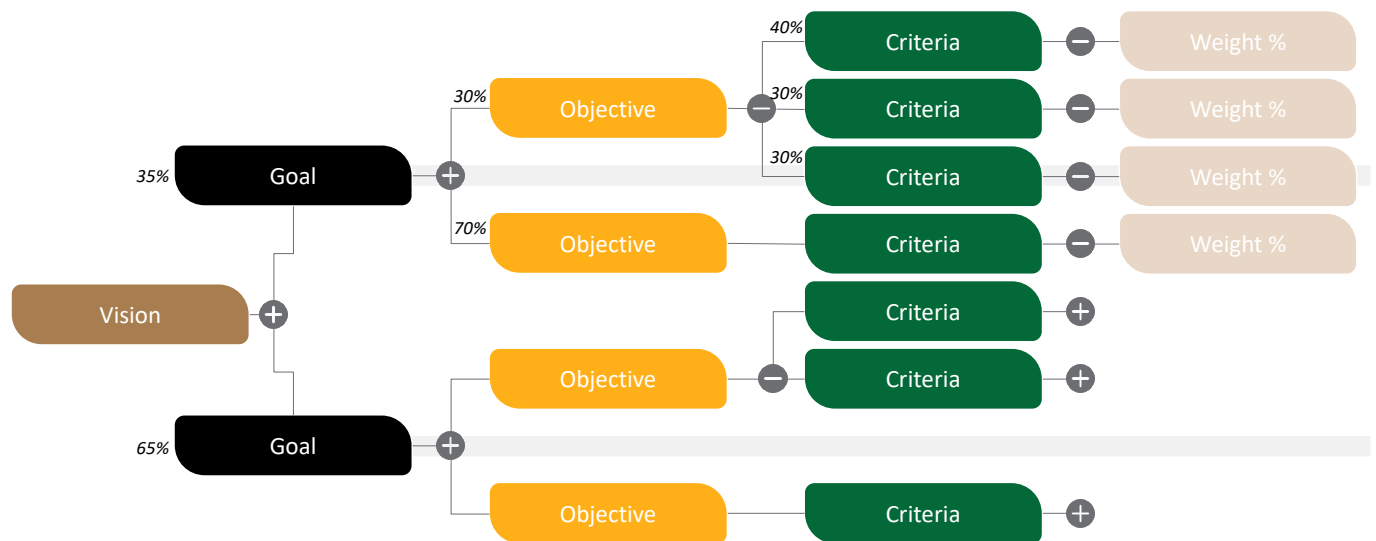 40% Criteria Weight %
30% Objective 30% Criteria Weight %
35% Goal 30% Criteria Weight %
70% Objective Criteria Weight %
Vision Criteria
Objective Criteria
65% Goal
Objective Criteria